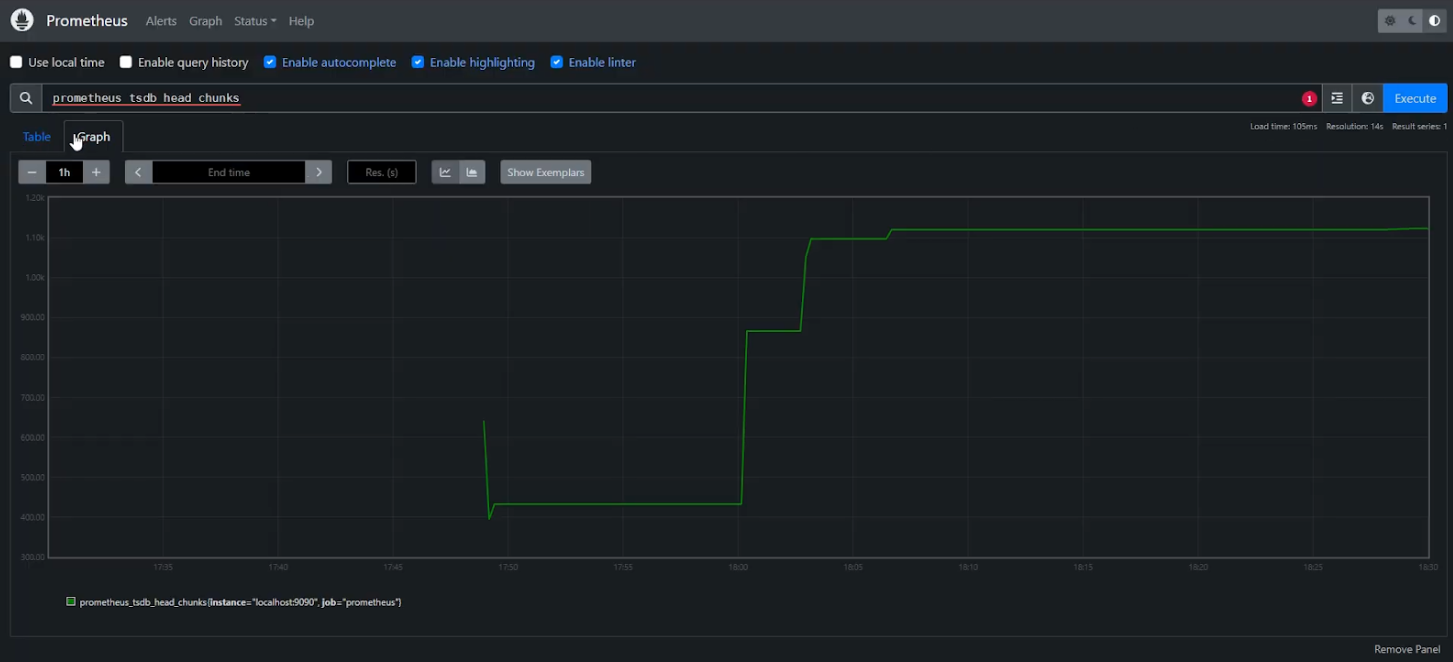 Prometheus Alerts Graph Status Help
Use local time Enable query history Enable autocomplete Enable highlighting Enable linter
prometheus_tsdb_head_chunks 1 Execute
Load time: 105ms Resolution: 14s Result series: 1
Table Graph
− 1h + < End time > Res. (s) Show Exemplars
1.20k
1.10k
1.00k
900.00
800.00
700.00
600.00
500.00
400.00
300.00
17:35 17:40 17:45 17:50 17:55 18:00 18:05 18:10 18:15 18:20 18:25 18:30
prometheus_tsdb_head_chunks{instance="localhost:9090", job="prometheus"}
Remove Panel